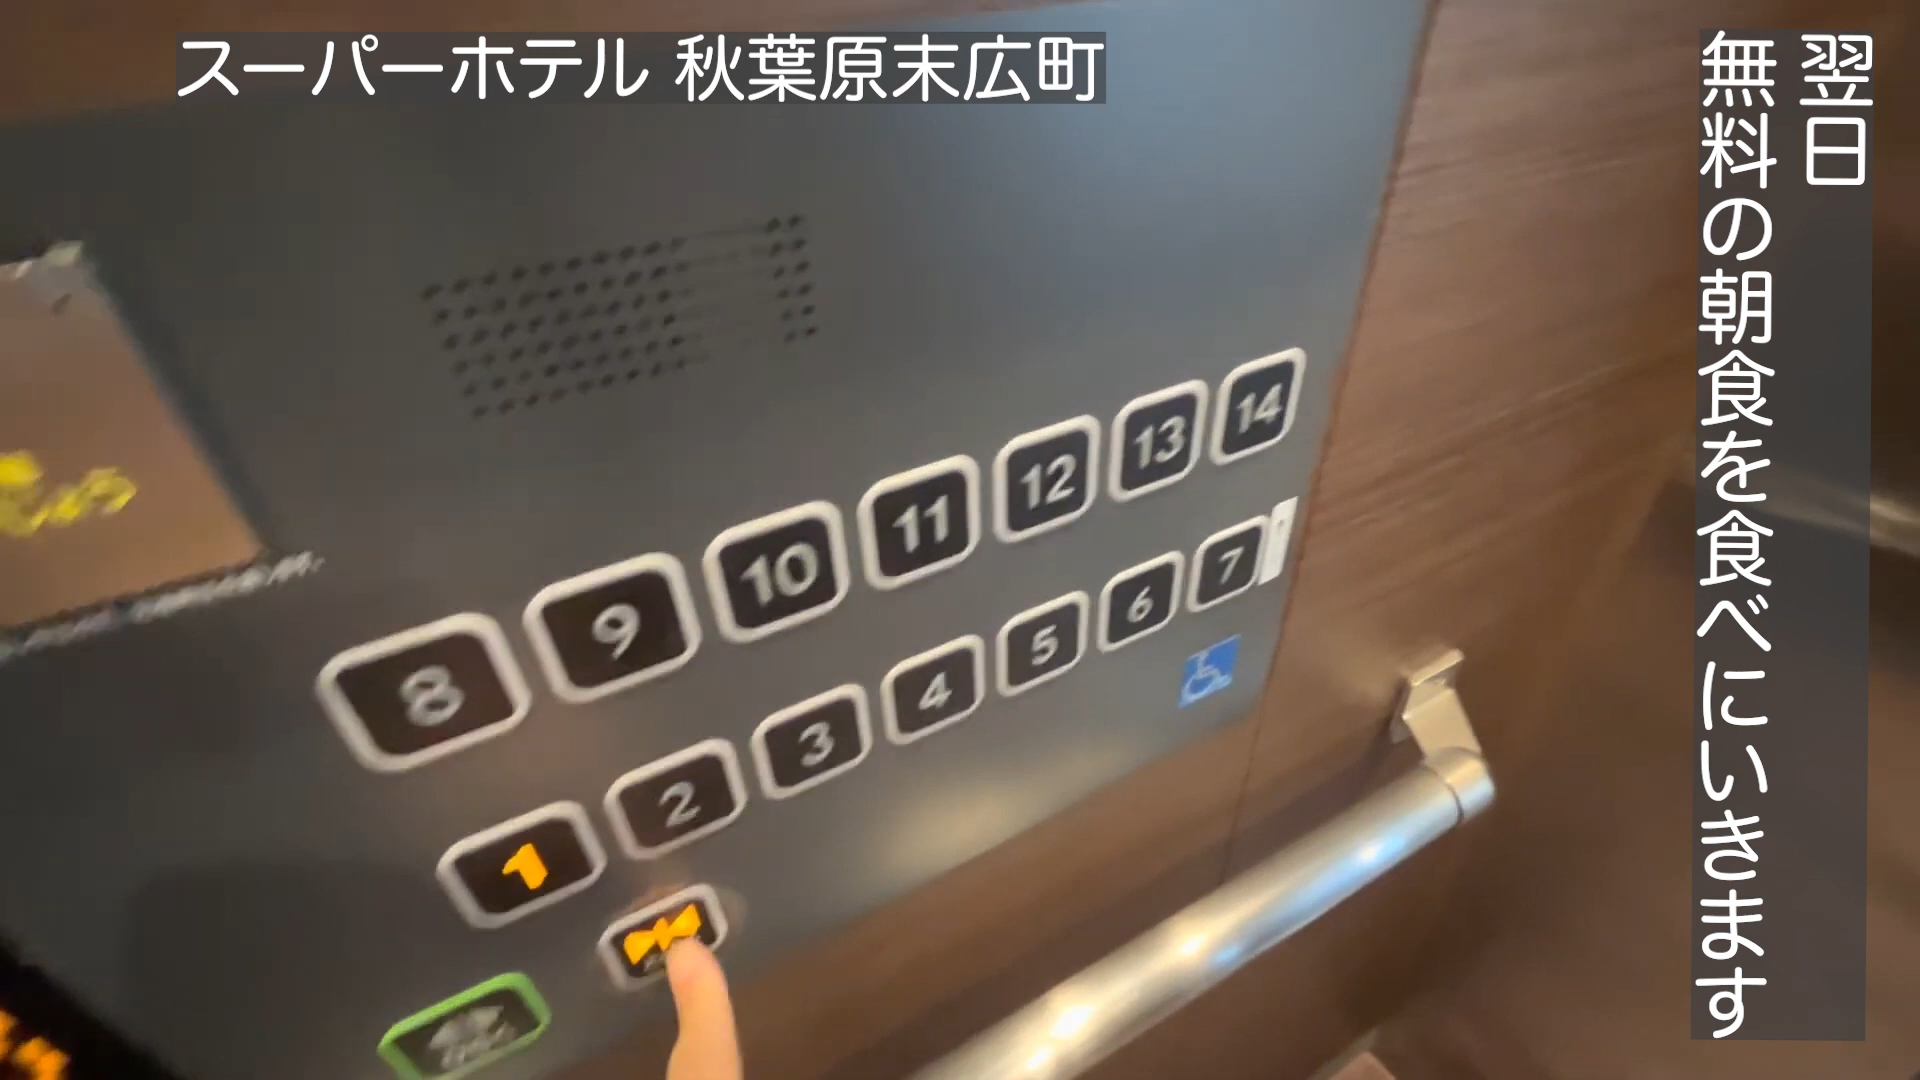 スーパーホテル 秋葉原末広町
翌日
無料の朝食を食べにいきます
8 9 10 11 12 13 14
1 2 3 4 5 6 7